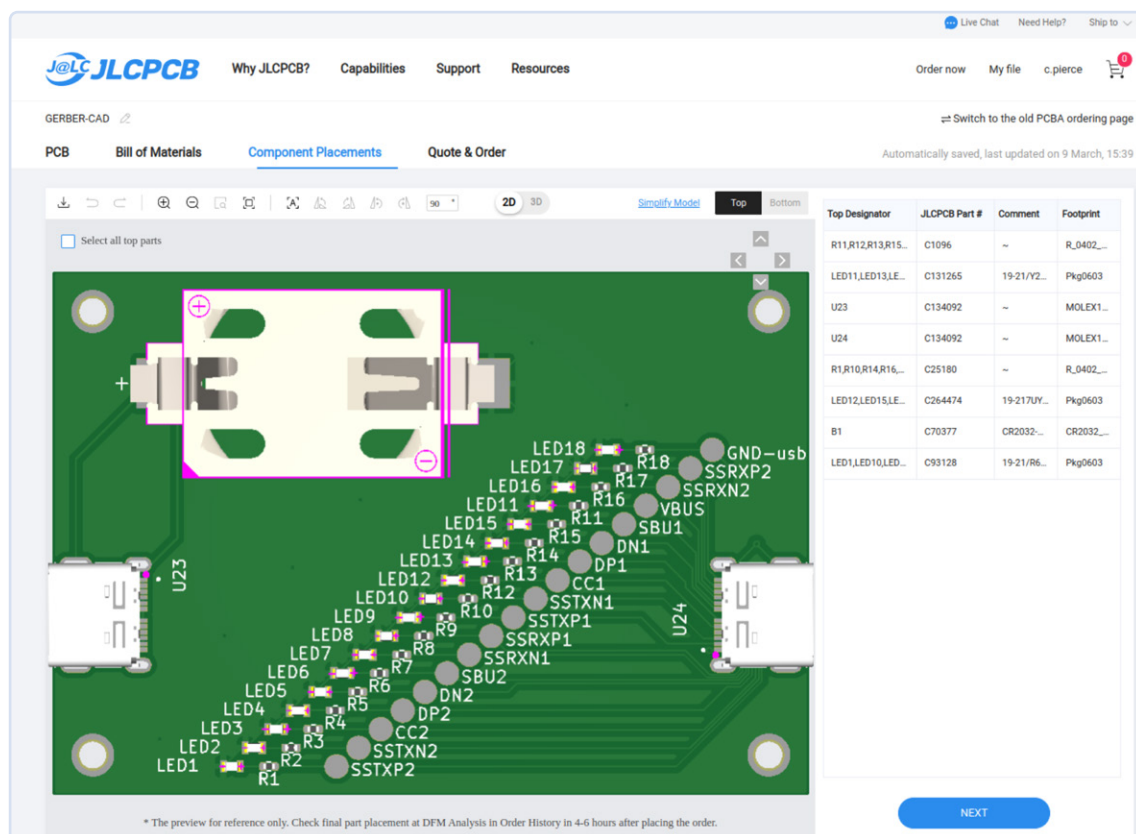 Live Chat Need Help? Ship to
J@LC JLCPCB Why JLCPCB? Capabilities Support Resources Order now My file c.pierce 0
GERBER-CAD ⇌ Switch to the old PCBA ordering page
PCB Bill of Materials Component Placements Quote & Order Automatically saved, last updated on 9 March, 15:39
A 90 ° 2D 3D Simplify Model Top Bottom
Select all top parts
+
+
−
LED18 R18 GND-usb
LED17 R17 SSRXP2
LED16 R16 SSRXN2
LED11 R11 VBUS
LED15 R15 SBU1
LED14 R14 DN1
LED13 R13 DP1
LED12 R12 CC1
LED10 R10 SSTXN1
LED9 R9 SSTXP1
LED8 R8 SSRXP1
LED7 R7 SSRXN1
LED6 R6 SBU2
LED5 R5 DN2
LED4 R4 DP2
LED3 R3 CC2
LED2 R2 SSTXN2
LED1 R1 SSTXP2
U23
U24
* The preview for reference only. Check final part placement at DFM Analysis in Order History in 4-6 hours after placing the order.
Top Designator JLCPCB Part # Comment Footprint
R11,R12,R13,R15... C1096 ~ R_0402_...
LED11,LED13,LE... C131265 19-21/Y2... Pkg0603
U23 C134092 ~ MOLEX1...
U24 C134092 ~ MOLEX1...
R1,R10,R14,R16,... C25180 ~ R_0402_...
LED12,LED15,LE... C264474 19-217UY... Pkg0603
B1 C70377 CR2032-... CR2032_...
LED1,LED10,LED... C93128 19-21/R6... Pkg0603
NEXT